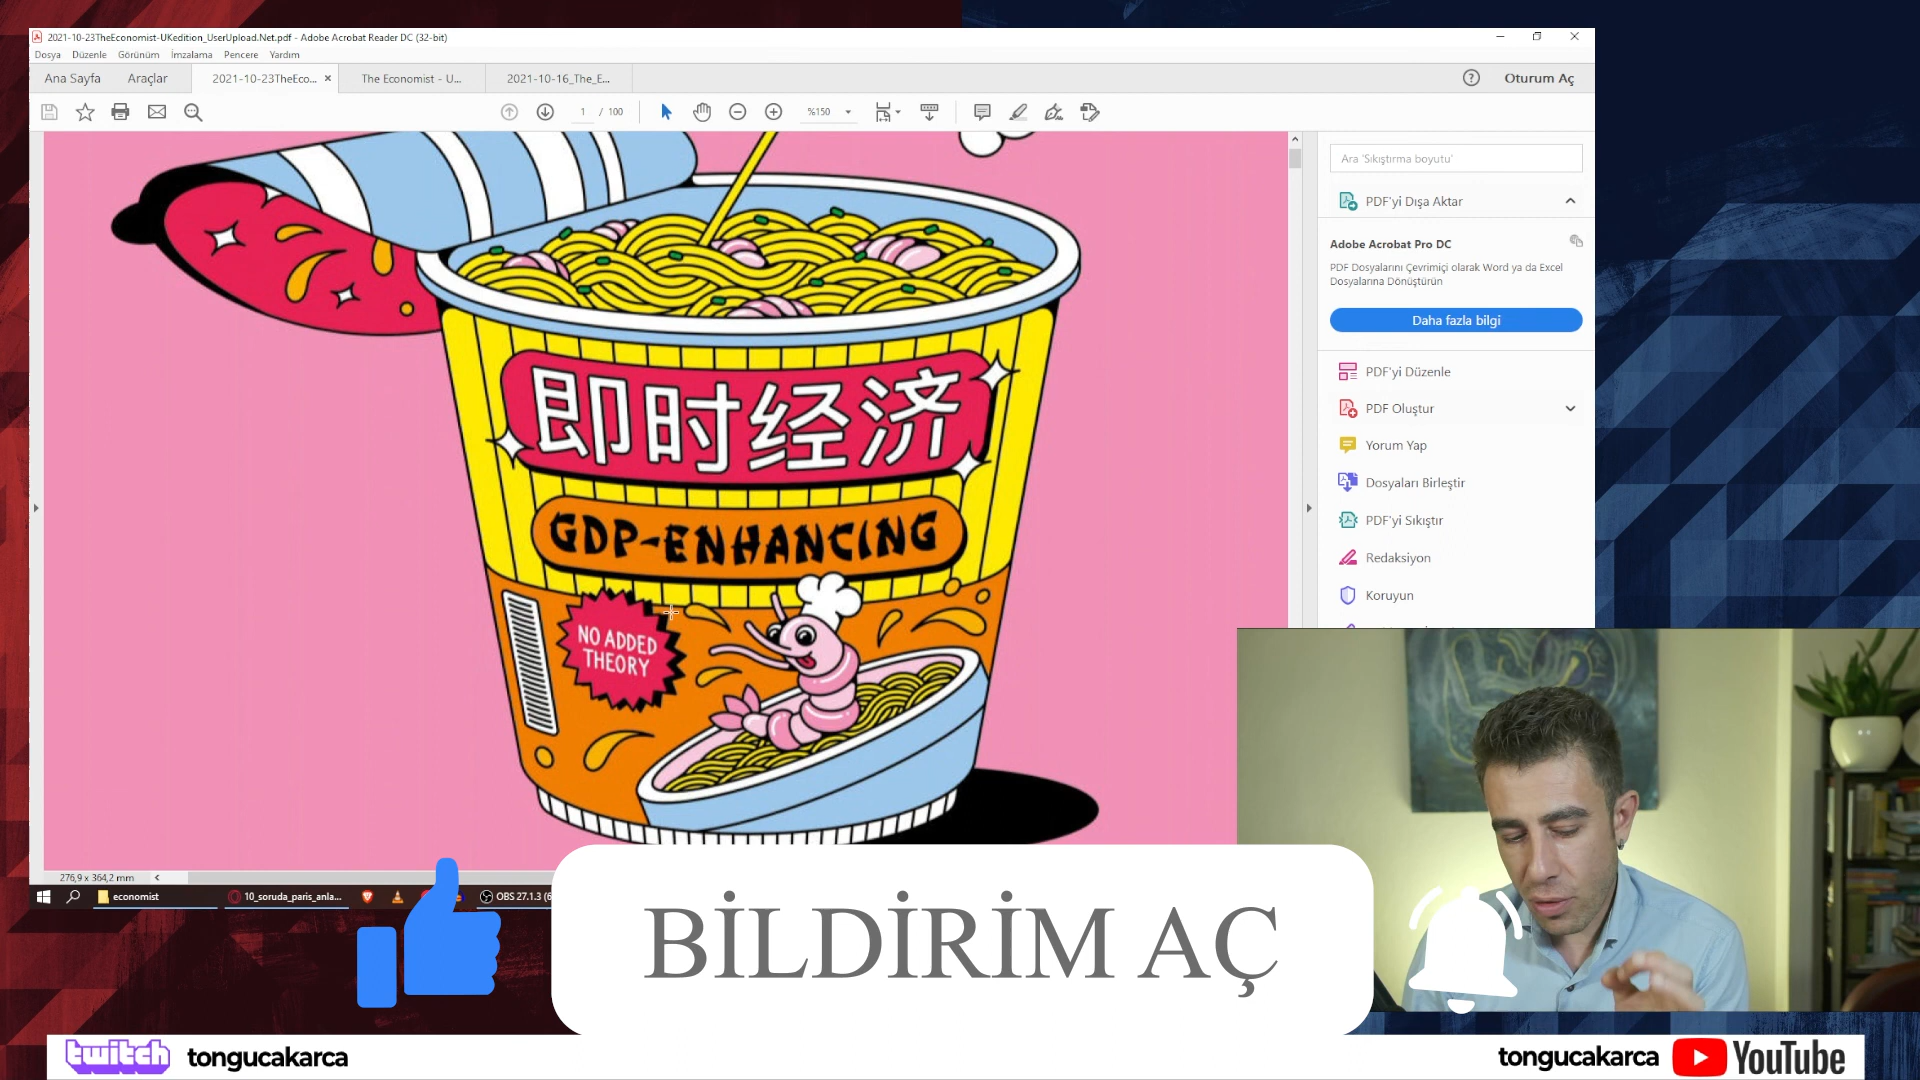 2021-10-23TheEconomist-UKedition_UserUpload.Net.pdf - Adobe Acrobat Reader DC (32-bit)
Dosya Düzenle Görünüm İmzalama Pencere Yardım
Ana Sayfa Araçlar 2021-10-23TheEco... × The Economist - U... 2021-10-16_The_E... Oturum Aç
1 / 100 %150
Ara 'Sıkıştırma boyutu'
PDF'yi Dışa Aktar
Adobe Acrobat Pro DC
PDF Dosyalarını Çevrimiçi olarak Word ya da Excel
Dosyalarına Dönüştürün
Daha fazla bilgi
PDF'yi Düzenle
PDF Oluştur
Yorum Yap
Dosyaları Birleştir
PDF'yi Sıkıştır
Redaksiyon
Koruyun
即时经济
GDP-ENHANCING
NO ADDED
THEORY
276,9 x 364,2 mm
economist 10_soruda_paris_anla... OBS 27.1.3 (6
BİLDİRİM AÇ
twitch tongucakarca
tongucakarca YouTube